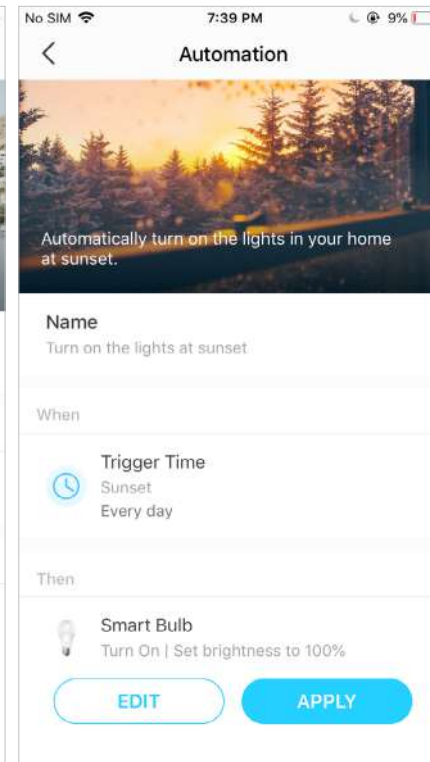 No SIM 7:39 PM 9%
Automation
Automatically turn on the lights in your home
at sunset.
Name
Turn on the lights at sunset
When
Trigger Time
Sunset
Every day
Then
Smart Bulb
Turn On | Set brightness to 100%
EDIT APPLY